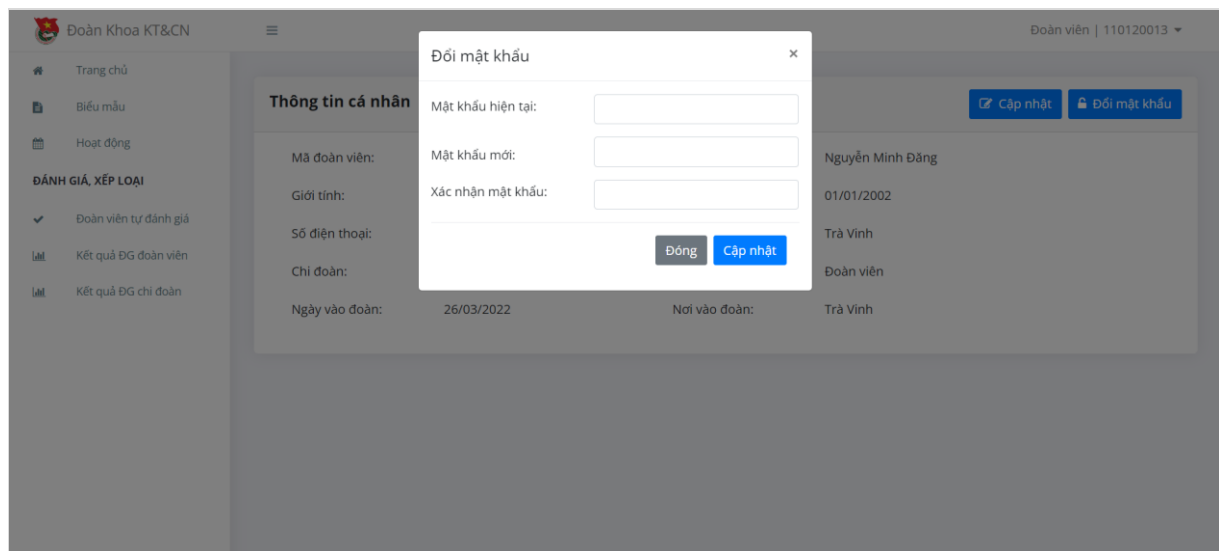 Đoàn Khoa KT&CN
Đoàn viên | 110120013
Trang chủ
Biểu mẫu
Hoạt động
ĐÁNH GIÁ, XẾP LOẠI
Đoàn viên tự đánh giá
Kết quả ĐG đoàn viên
Kết quả ĐG chi đoàn
Thông tin cá nhân
Cập nhật
Đổi mật khẩu
Mã đoàn viên:
Nguyễn Minh Đăng
Giới tính:
01/01/2002
Số điện thoại:
Trà Vinh
Chi đoàn:
Đoàn viên
Ngày vào đoàn: 26/03/2022 Nơi vào đoàn: Trà Vinh
Đổi mật khẩu ×
Mật khẩu hiện tại:
Mật khẩu mới:
Xác nhận mật khẩu:
Đóng Cập nhật